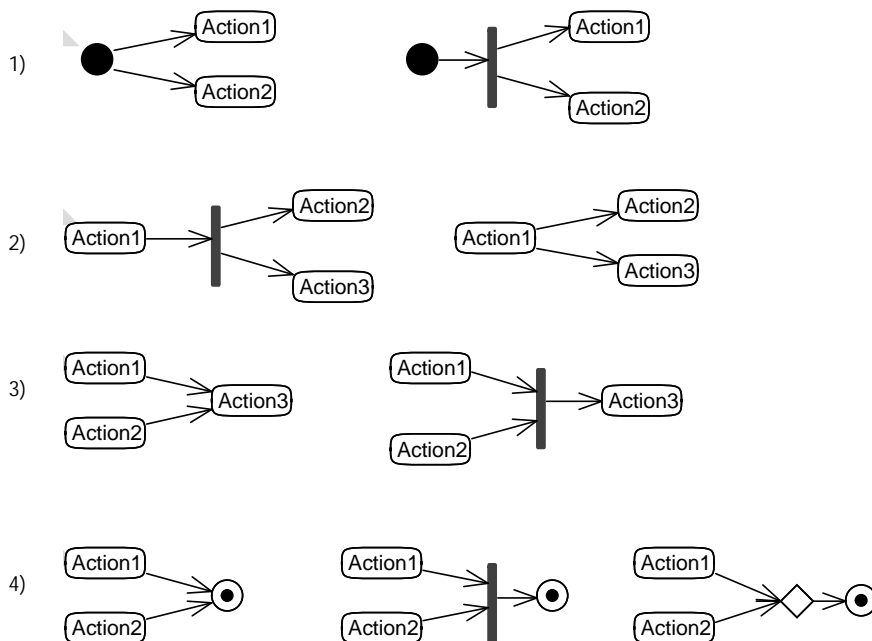 1) Action1 Action1
Action2 Action2
2) Action1 Action2 Action1 Action2
Action3 Action3
3) Action1 Action1
Action3 Action3
Action2 Action2
4) Action1 Action1 Action1
Action2 Action2 Action2